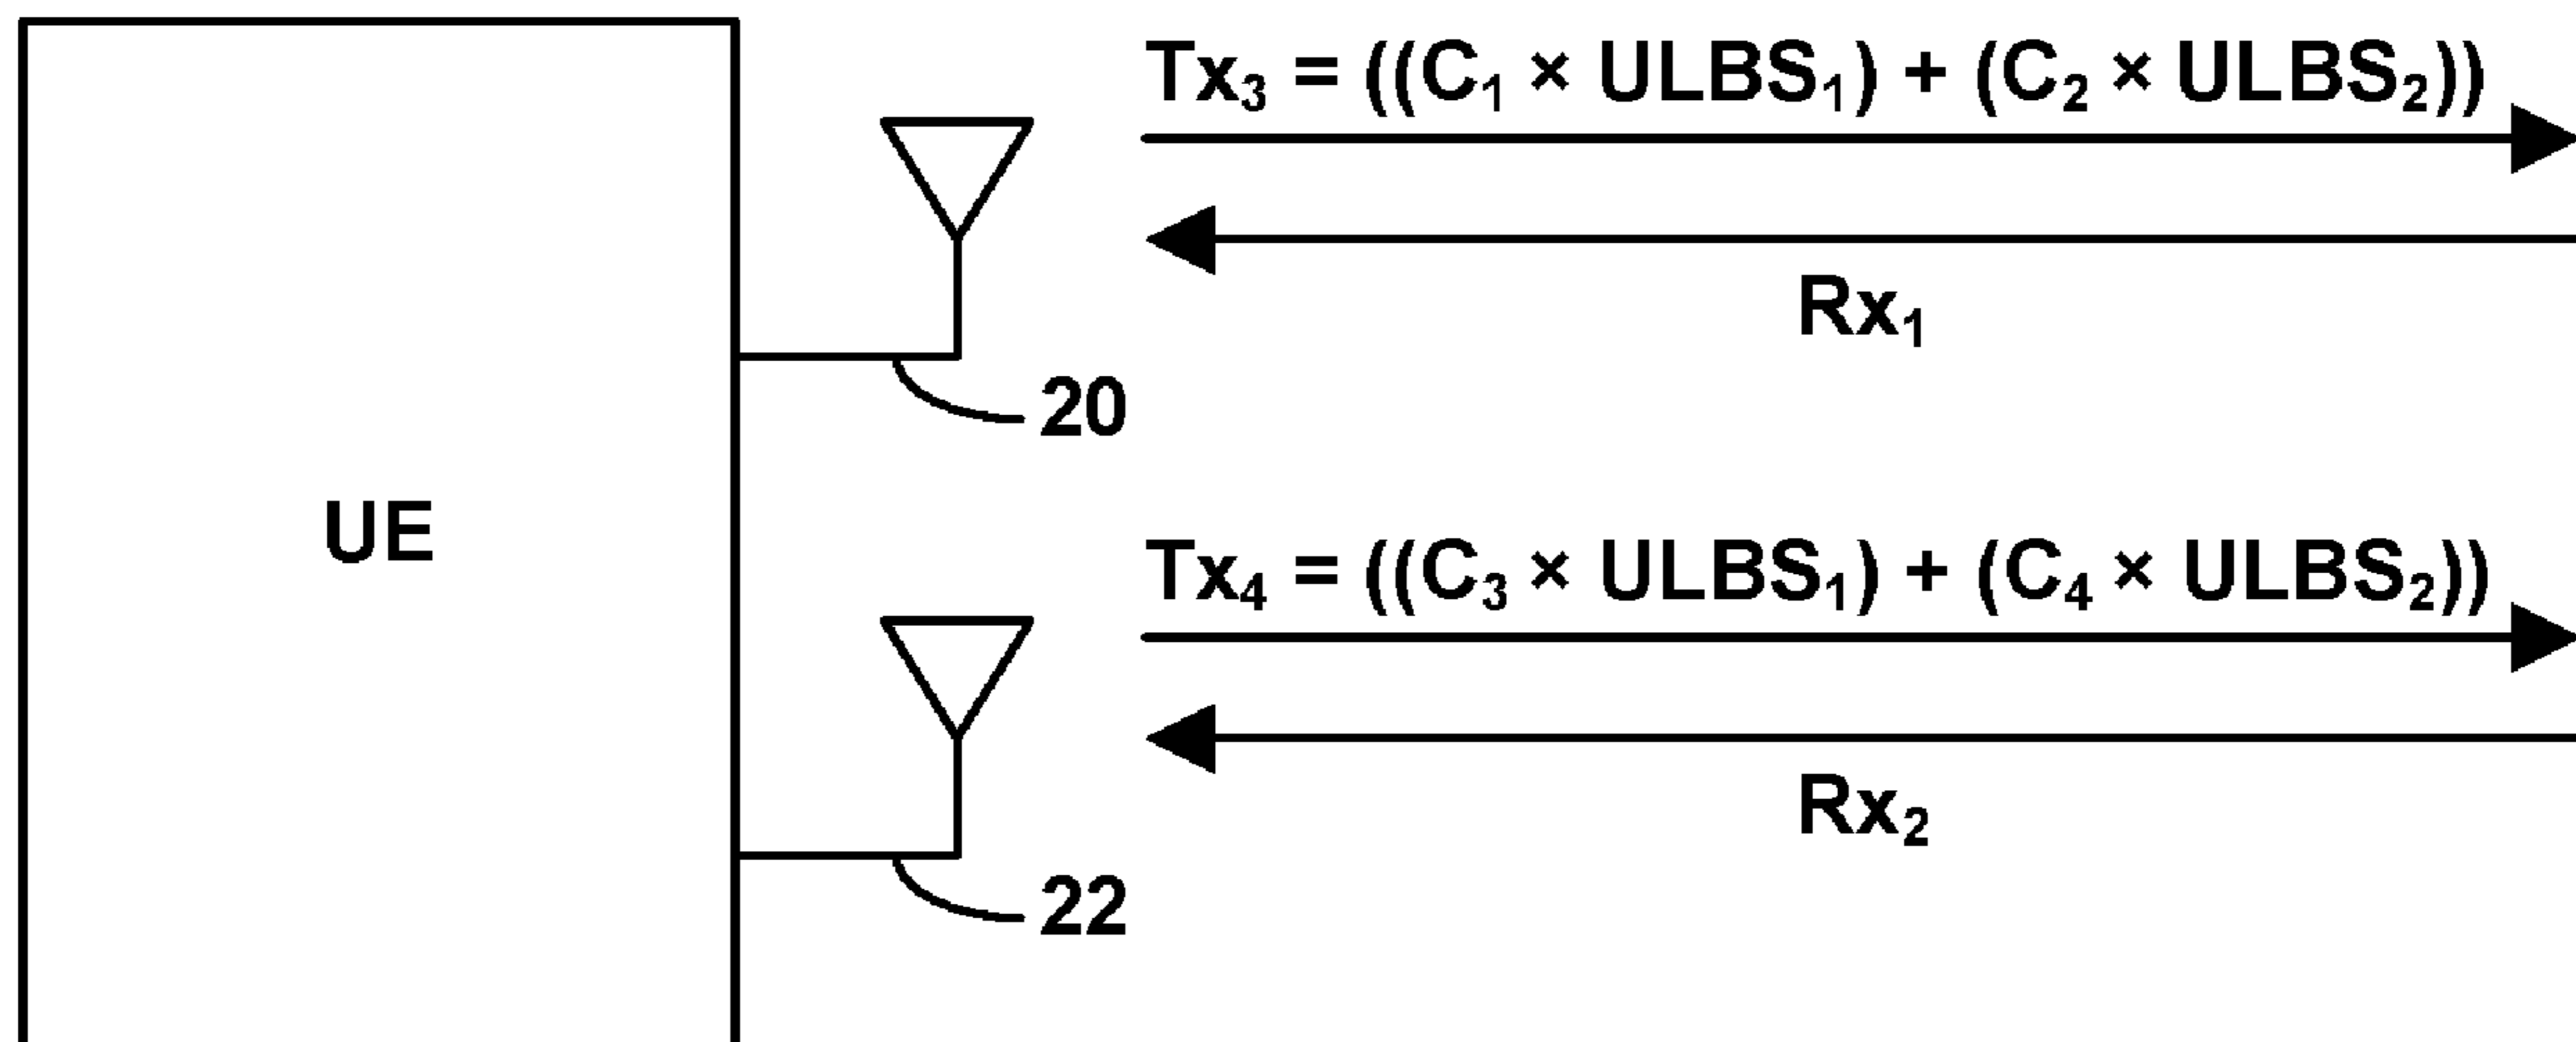 Tx₃ = ((C₁ × ULBS₁) + (C₂ × ULBS₂))
Rx₁
20
UE
Tx₄ = ((C₃ × ULBS₁) + (C₄ × ULBS₂))
Rx₂
22